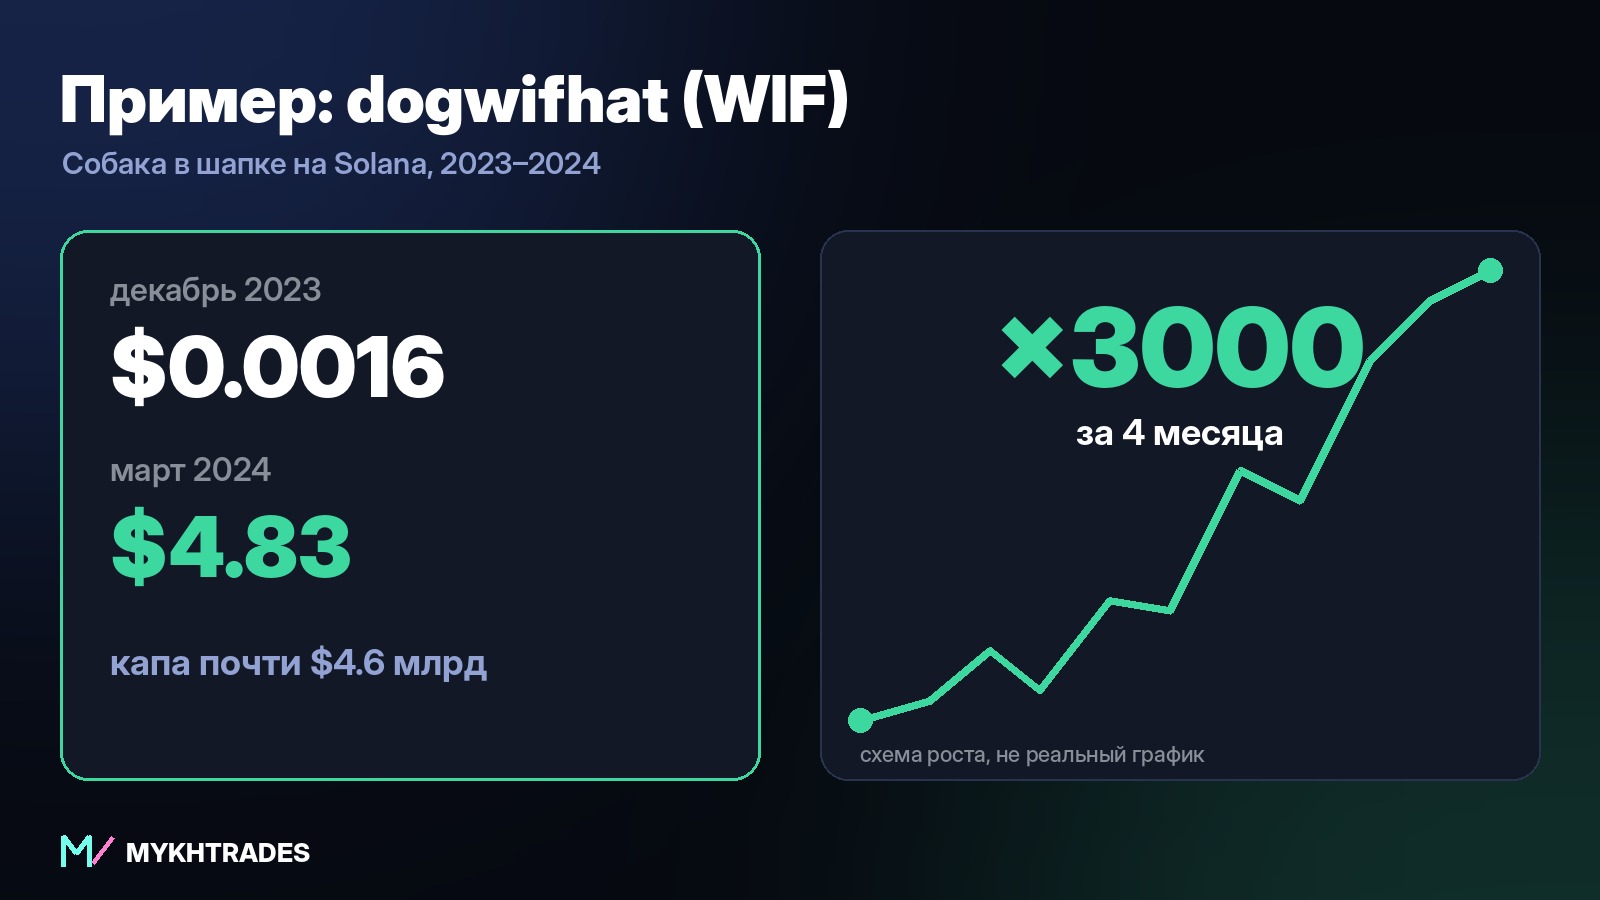 Пример: dogwifhat (WIF)
Собака в шапке на Solana, 2023–2024
декабрь 2023
$0.0016
март 2024
$4.83
капа почти $4.6 млрд
×3000
за 4 месяца
схема роста, не реальный график
MYKHTRADES